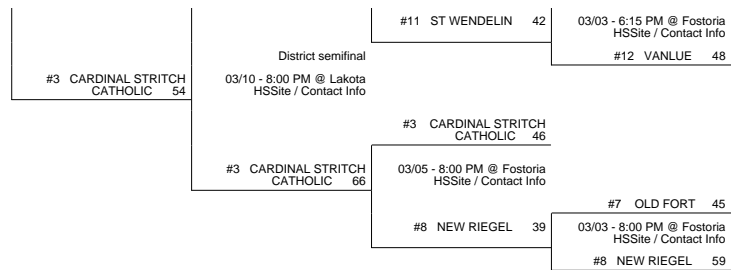 #11 ST WENDELIN 42
03/03 - 6:15 PM @ Fostoria
HSSite / Contact Info
#12 VANLUE 48
District semifinal
#3 CARDINAL STRITCH
CATHOLIC 54
03/10 - 8:00 PM @ Lakota
HSSite / Contact Info
#3 CARDINAL STRITCH
CATHOLIC 46
#3 CARDINAL STRITCH
CATHOLIC 66
03/05 - 8:00 PM @ Fostoria
HSSite / Contact Info
#7 OLD FORT 45
#8 NEW RIEGEL 39
03/03 - 8:00 PM @ Fostoria
HSSite / Contact Info
#8 NEW RIEGEL 59